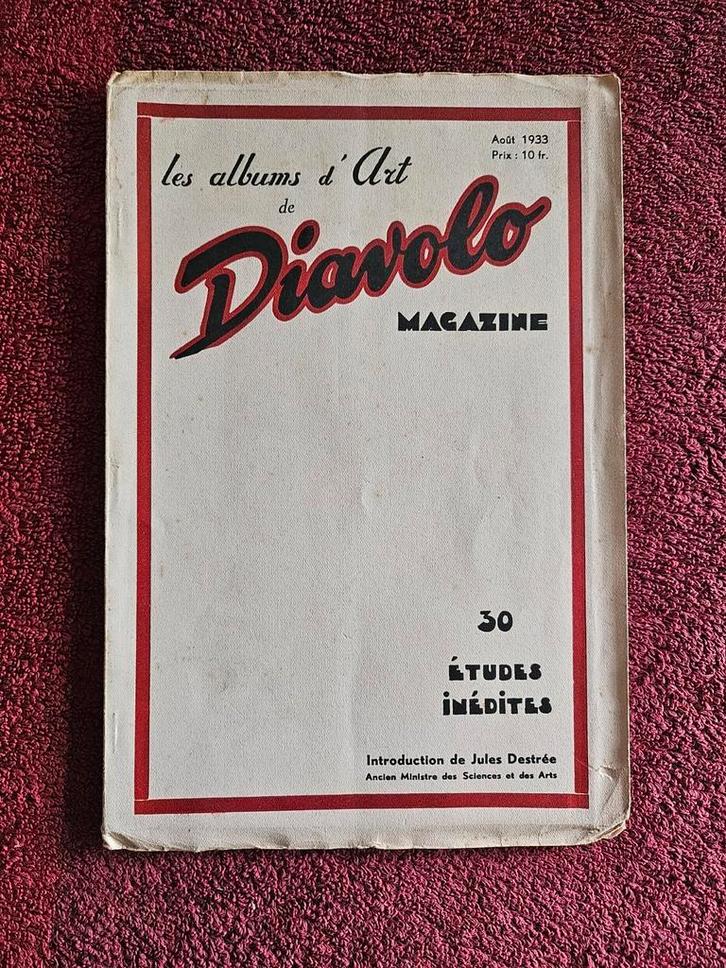 Août 1933
Prix : 10 fr.
les albums d'Art
de
Diavolo
MAGAZINE
30
ÉTUDES
INÉDITES
Introduction de Jules Destrée
Ancien Ministre des Sciences et des Arts